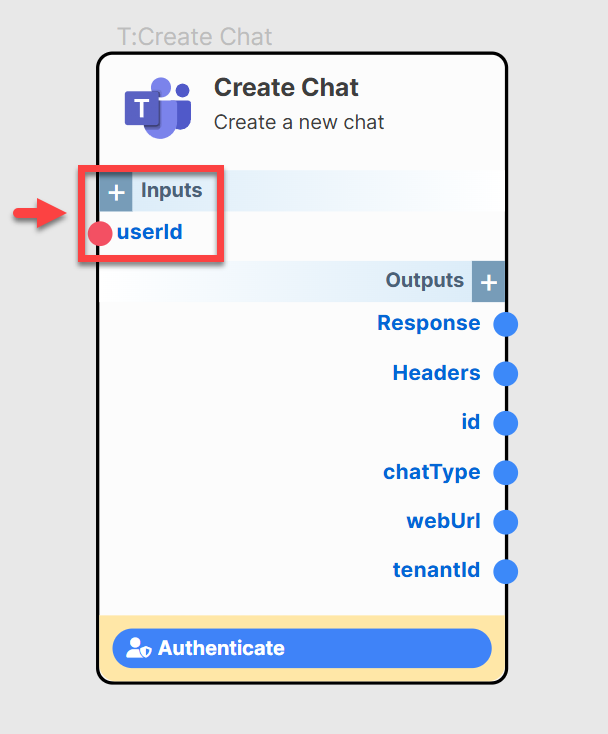 T:Create Chat
T
Create Chat
Create a new chat
+ Inputs
userId
Outputs +
Response
Headers
id
chatType
webUrl
tenantId
Authenticate